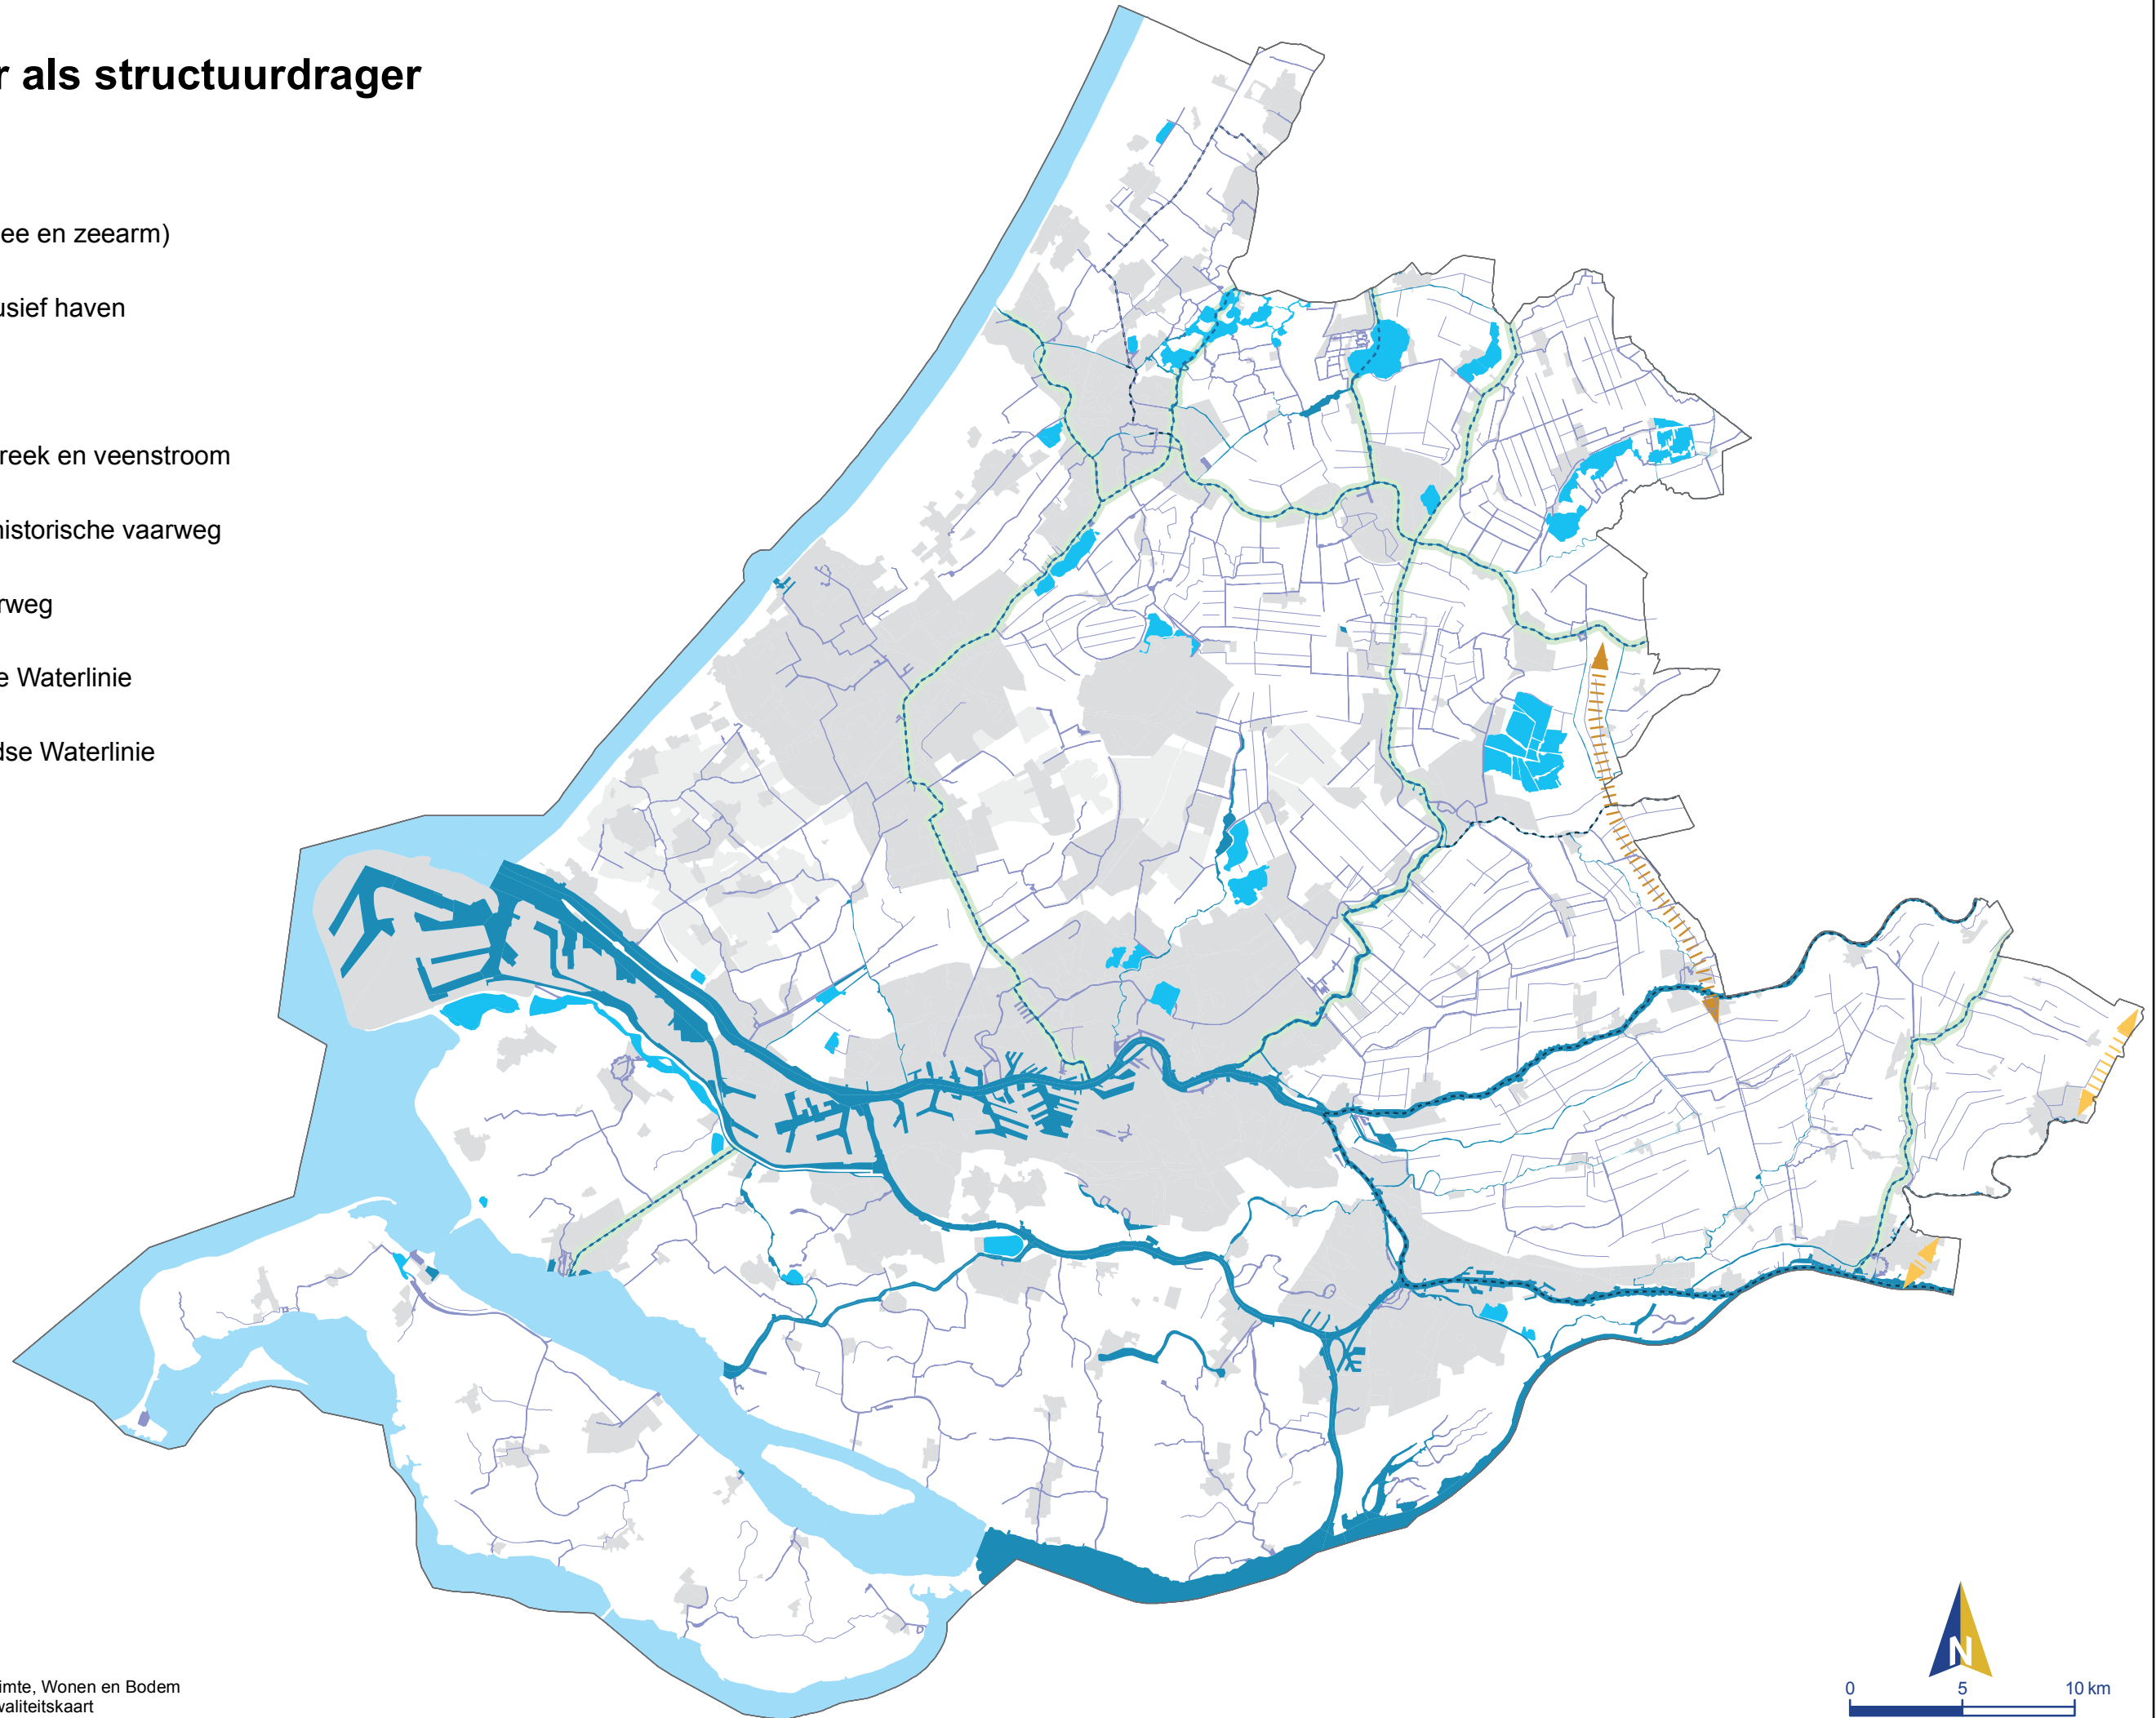 r als structuurdrager
ee en zeearm)
usief haven
reek en veenstroom
historische vaarweg
rweg
e Waterlinie
dse Waterlinie
imte, Wonen en Bodem
waliteitskaart
N
0 5 10 km